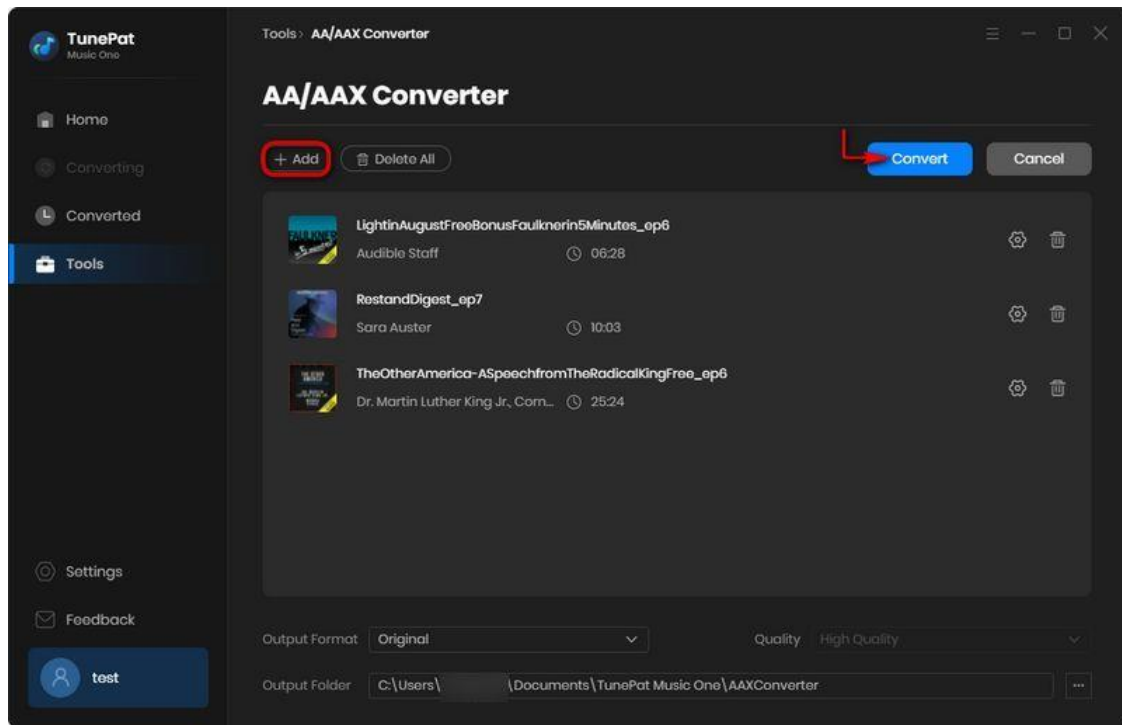 TunePat
Music One
Tools › AA/AAX Converter
AA/AAX Converter
Home
Converting
Converted
Tools
Settings
Feedback
test
+ Add
Delete All
Convert
Cancel
FAULKNER
LightinAugustFreeBonusFaulknerin5Minutes_ep6
Audible Staff 06:28
RestandDigest_ep7
Sara Auster 10:03
TheOtherAmerica-ASpeechfromTheRadicalKingFree_ep6
Dr. Martin Luther King Jr., Corn... 25:24
Output Format Original
Quality High Quality
Output Folder C:\Users\ \Documents\TunePat Music One\AAXConverter
...